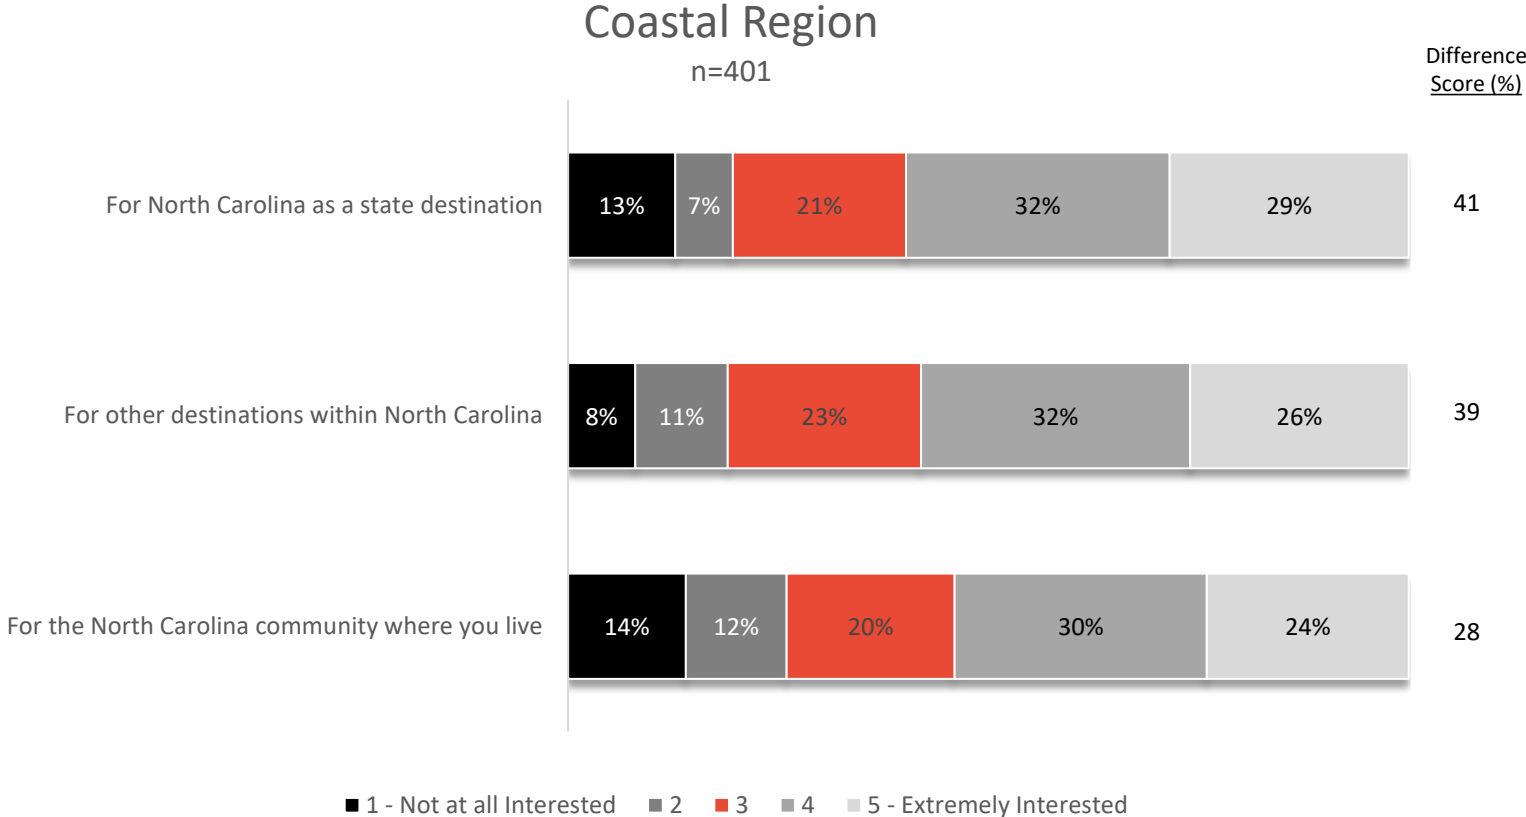 Coastal Region
n=401
Difference
Score (%)
For North Carolina as a state destination 13% 7% 21% 32% 29% 41
For other destinations within North Carolina 8% 11% 23% 32% 26% 39
For the North Carolina community where you live 14% 12% 20% 30% 24% 28
1 - Not at all Interested 2 3 4 5 - Extremely Interested